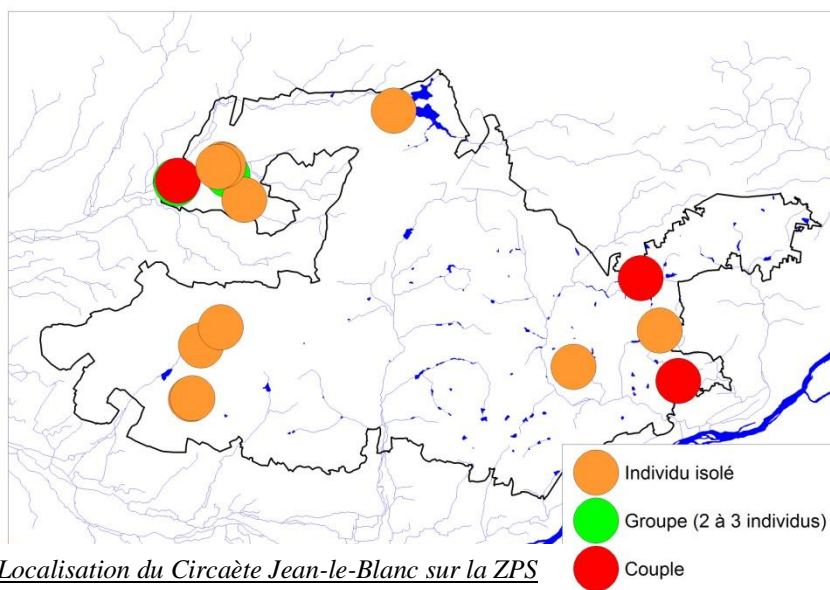 Individu isolé
Groupe (2 à 3 individus)
Couple
Localisation du Circaète Jean-le-Blanc sur la ZPS